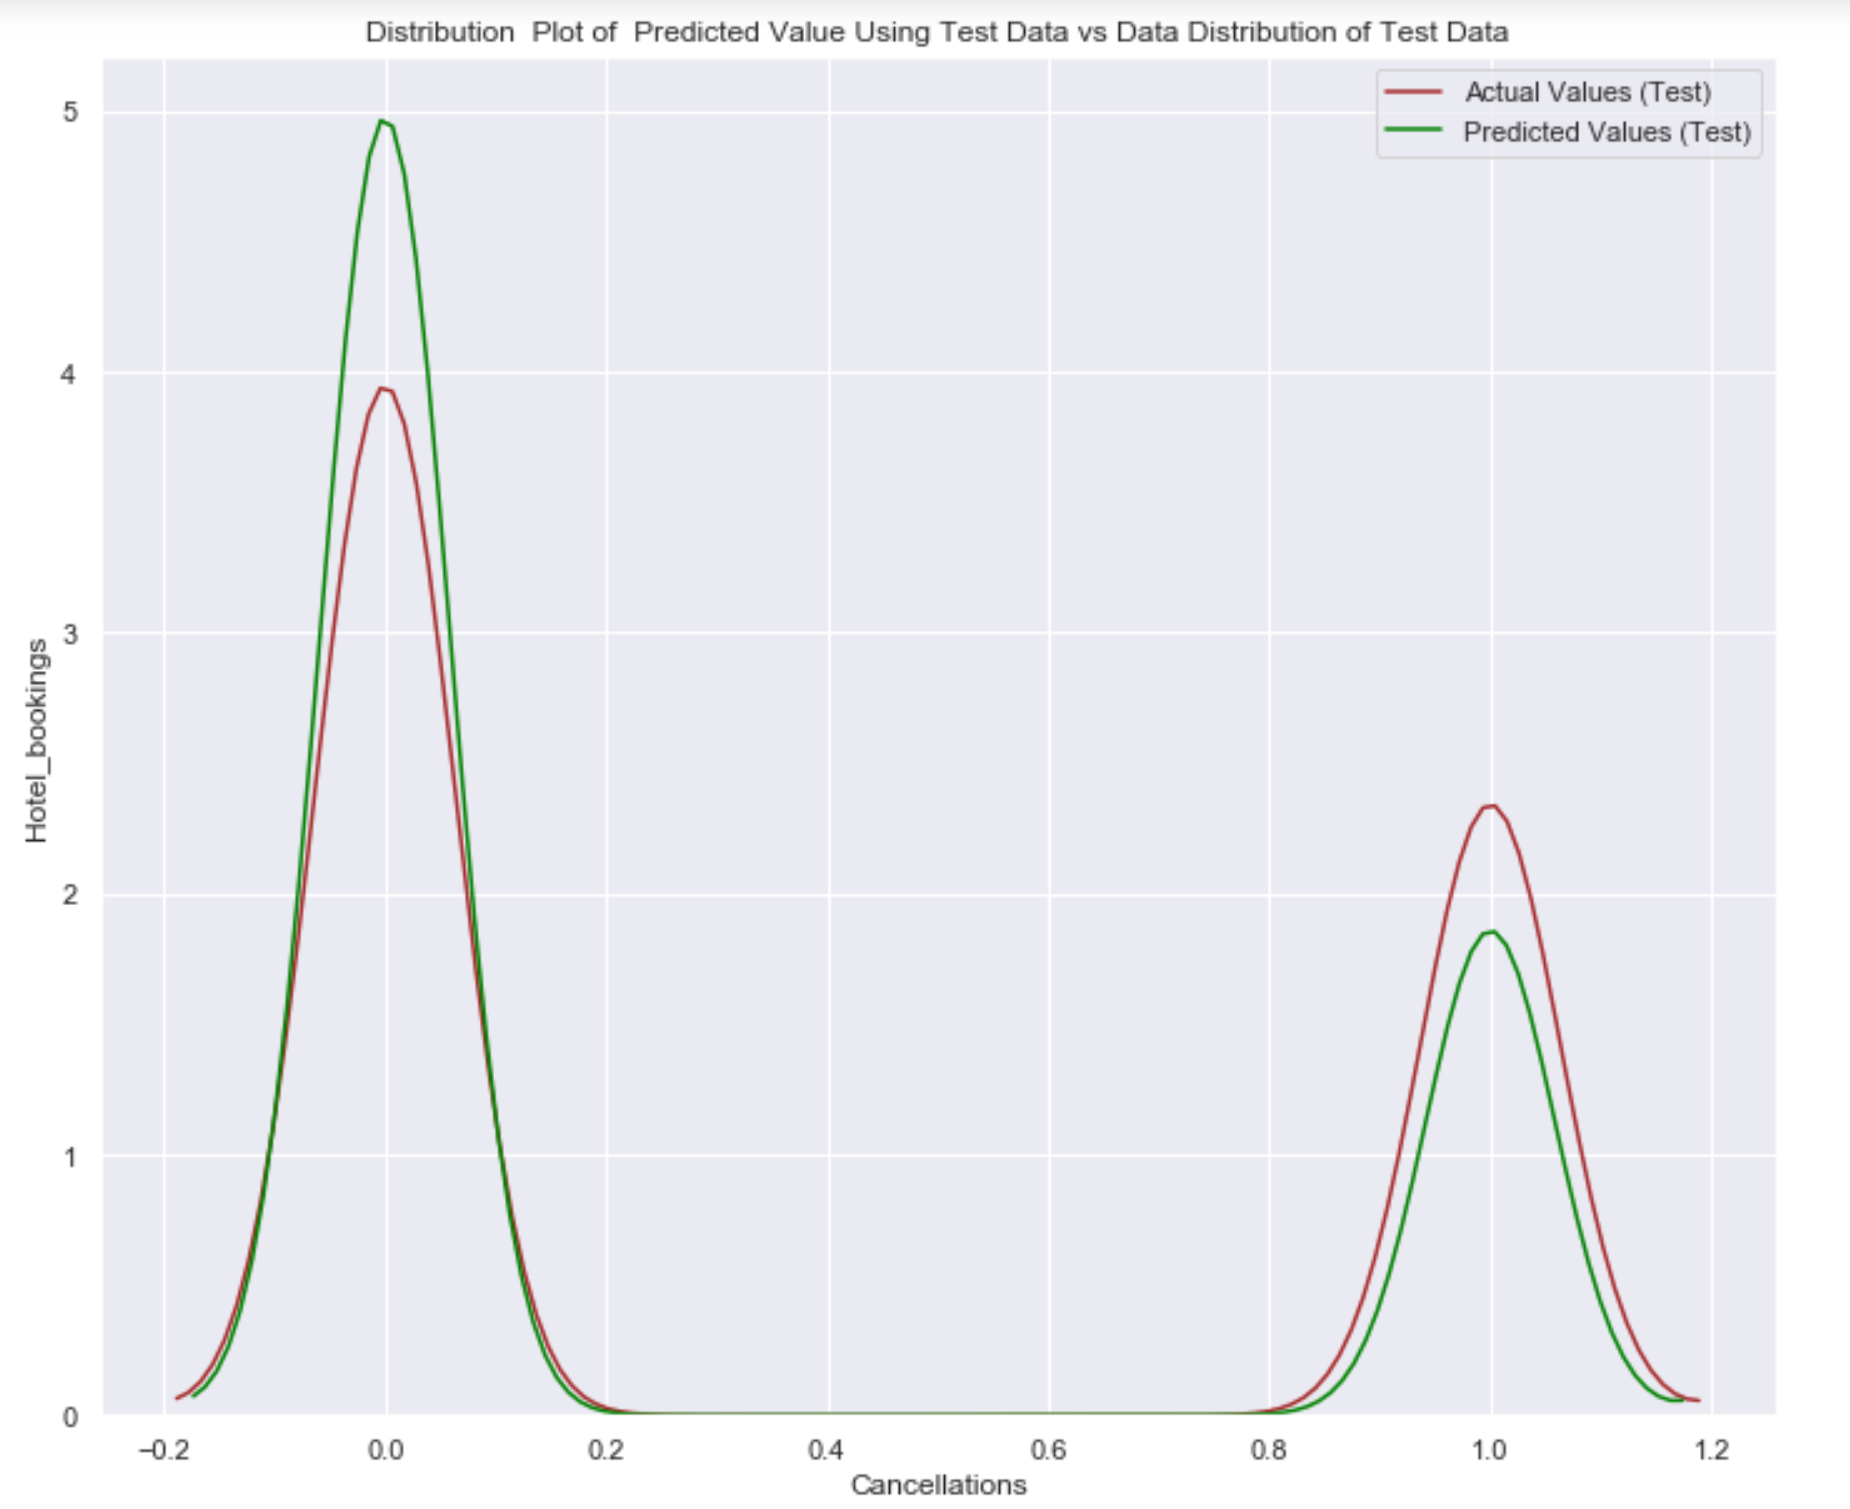 Distribution  Plot of  Predicted Value Using Test Data vs Data Distribution of Test Data
Actual Values (Test)
Predicted Values (Test)
5
4
3
2
1
0
Hotel_bookings
−0.2
0.0
0.2
0.4
0.6
0.8
1.0
1.2
Cancellations